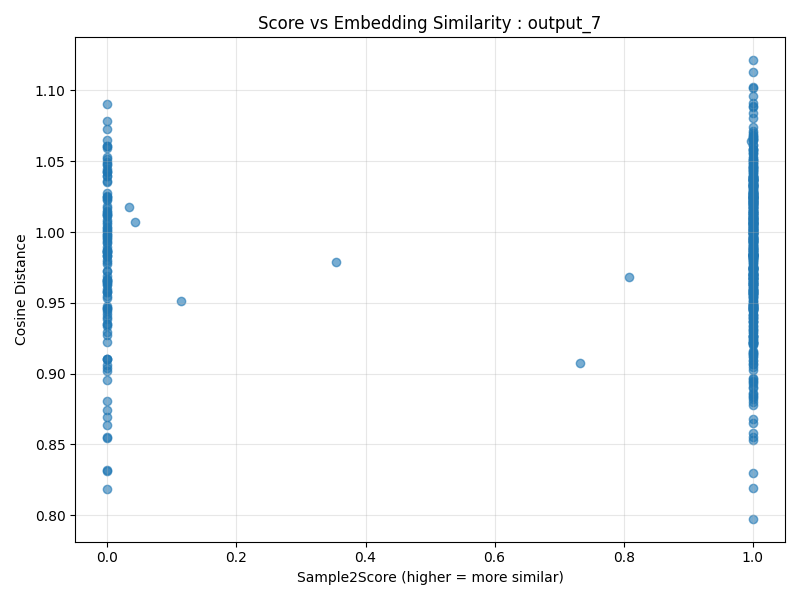 Score vs Embedding Similarity : output_7
Cosine Distance
1.10
1.05
1.00
0.95
0.90
0.85
0.80
0.0 0.2 0.4 0.6 0.8 1.0
Sample2Score (higher = more similar)